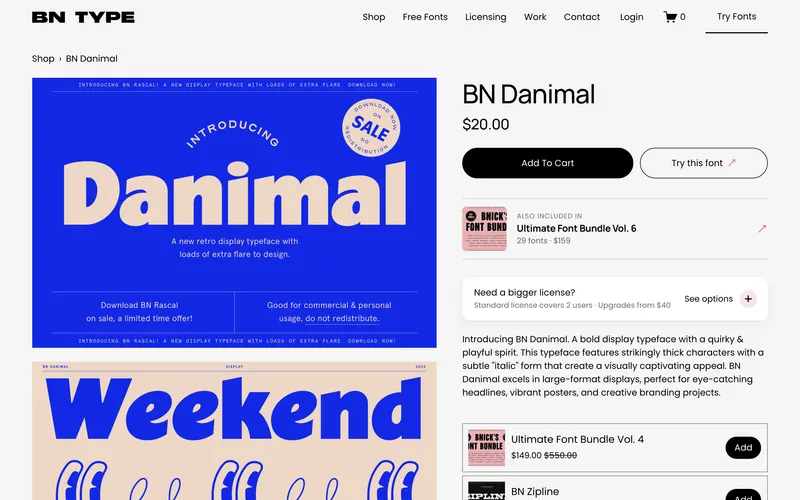 BN TYPE
Shop Free Fonts Licensing Work Contact Login 0 Try Fonts
Shop › BN Danimal
INTRODUCING BN RASCAL! A NEW DISPLAY TYPEFACE WITH LOADS OF EXTRA FLARE. DOWNLOAD NOW!
DOWNLOAD NOW
ON
SALE
NO
REDISTRIBUTION
INTRODUCING
Danimal
A new retro display typeface with
loads of extra flare to design.
Download BN Rascal
on sale, a limited time offer!
Good for commercial & personal
usage, do not redistribute.
INTRODUCING BN RASCAL! A NEW DISPLAY TYPEFACE WITH LOADS OF EXTRA FLARE. DOWNLOAD NOW!
BN DANIMAL DISPLAY 2023
Weekend
BN Danimal
$20.00
Add To Cart
Try this font
BNICK'S
FONT BUND
ALSO INCLUDED IN
Ultimate Font Bundle Vol. 6
29 fonts · $159
Need a bigger license?
Standard license covers 2 users · Upgrades from $40
See options +
Introducing BN Danimal. A bold display typeface with a quirky &
playful spirit. This typeface features strikingly thick characters with a
subtle "italic" form that create a visually captivating appeal. BN
Danimal excels in large-format displays, perfect for eye-catching
headlines, vibrant posters, and creative branding projects.
BNICK'S
FONT BUND
Ultimate Font Bundle Vol. 4
$149.00 $550.00
Add
ZIPLIN
BN Zipline
Add